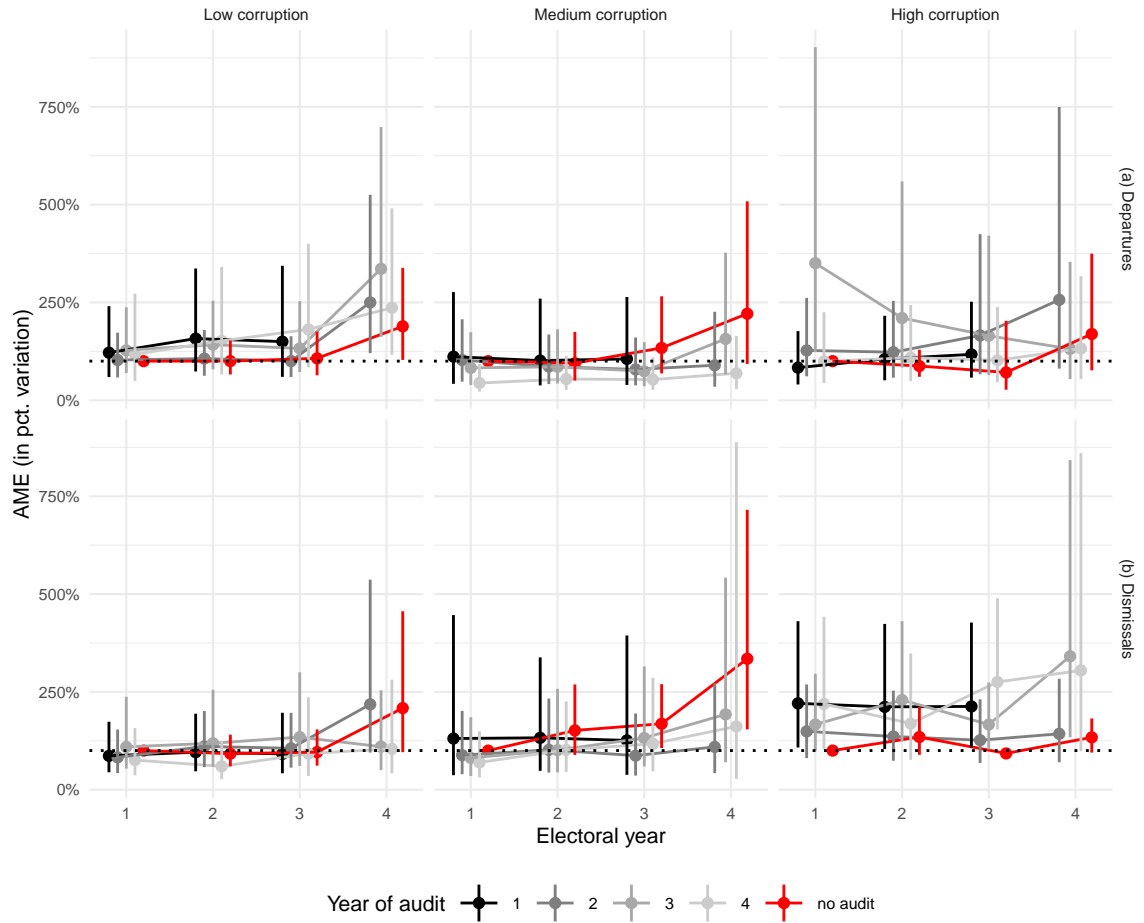 Low corruption
Medium corruption
High corruption
AME (in pct. variation)
750%
500%
250%
0%
(a) Departures
750%
500%
250%
0%
(b) Dismissals
1 2 3 4
1 2 3 4
1 2 3 4
Electoral year
Year of audit 1 2 3 4 no audit